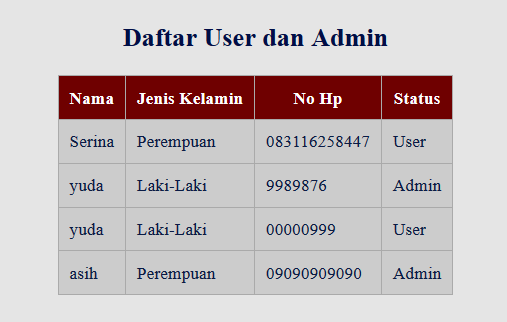 Daftar User dan Admin
Nama Jenis Kelamin No Hp Status
Serina Perempuan 083116258447 User
yuda Laki-Laki 9989876 Admin
yuda Laki-Laki 00000999 User
asih Perempuan 09090909090 Admin